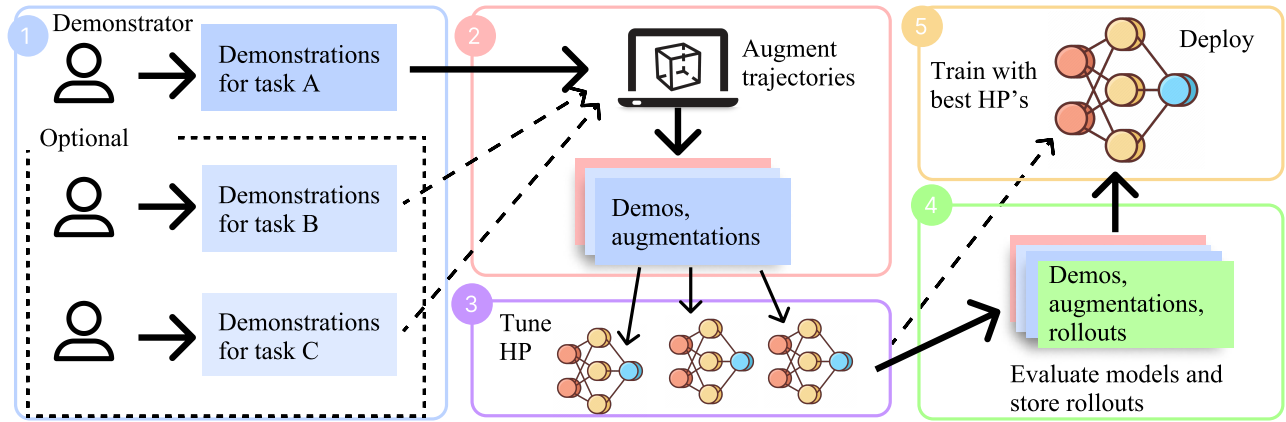 1
Demonstrator
Demonstrations
for task A
Optional
Demonstrations
for task B
Demonstrations
for task C
2
Augment
trajectories
Demos,
augmentations
3
Tune
HP
4
Demos,
augmentations,
rollouts
Evaluate models and
store rollouts
5
Train with
best HP's
Deploy